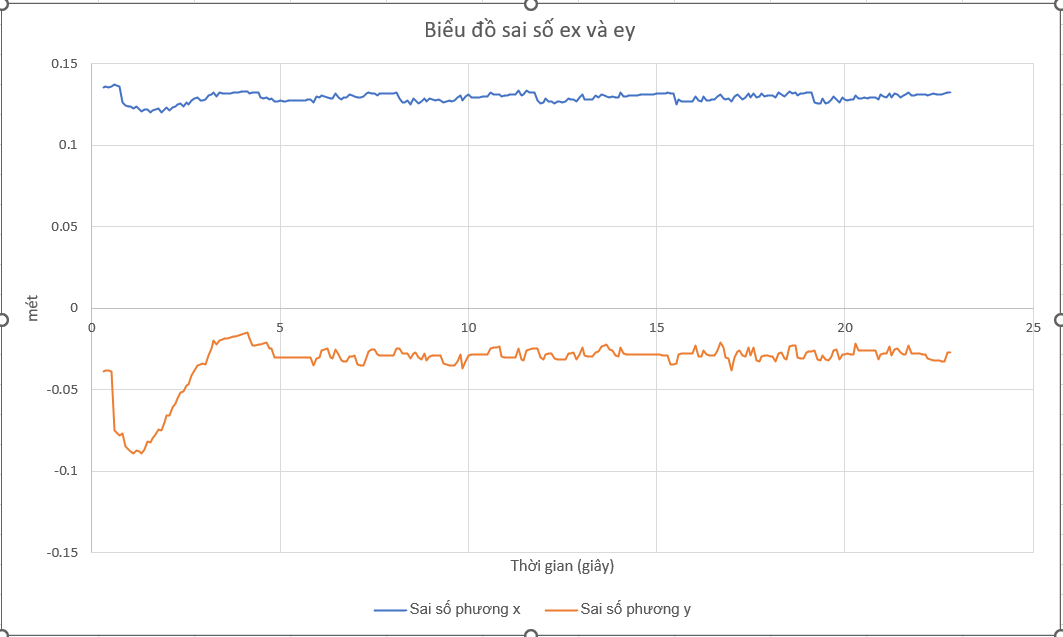 Biểu đồ sai số ex và ey
0.15
0.1
0.05
0
-0.05
-0.1
-0.15
mét
0 5 10 15 20 25
Thời gian (giây)
Sai số phương x Sai số phương y